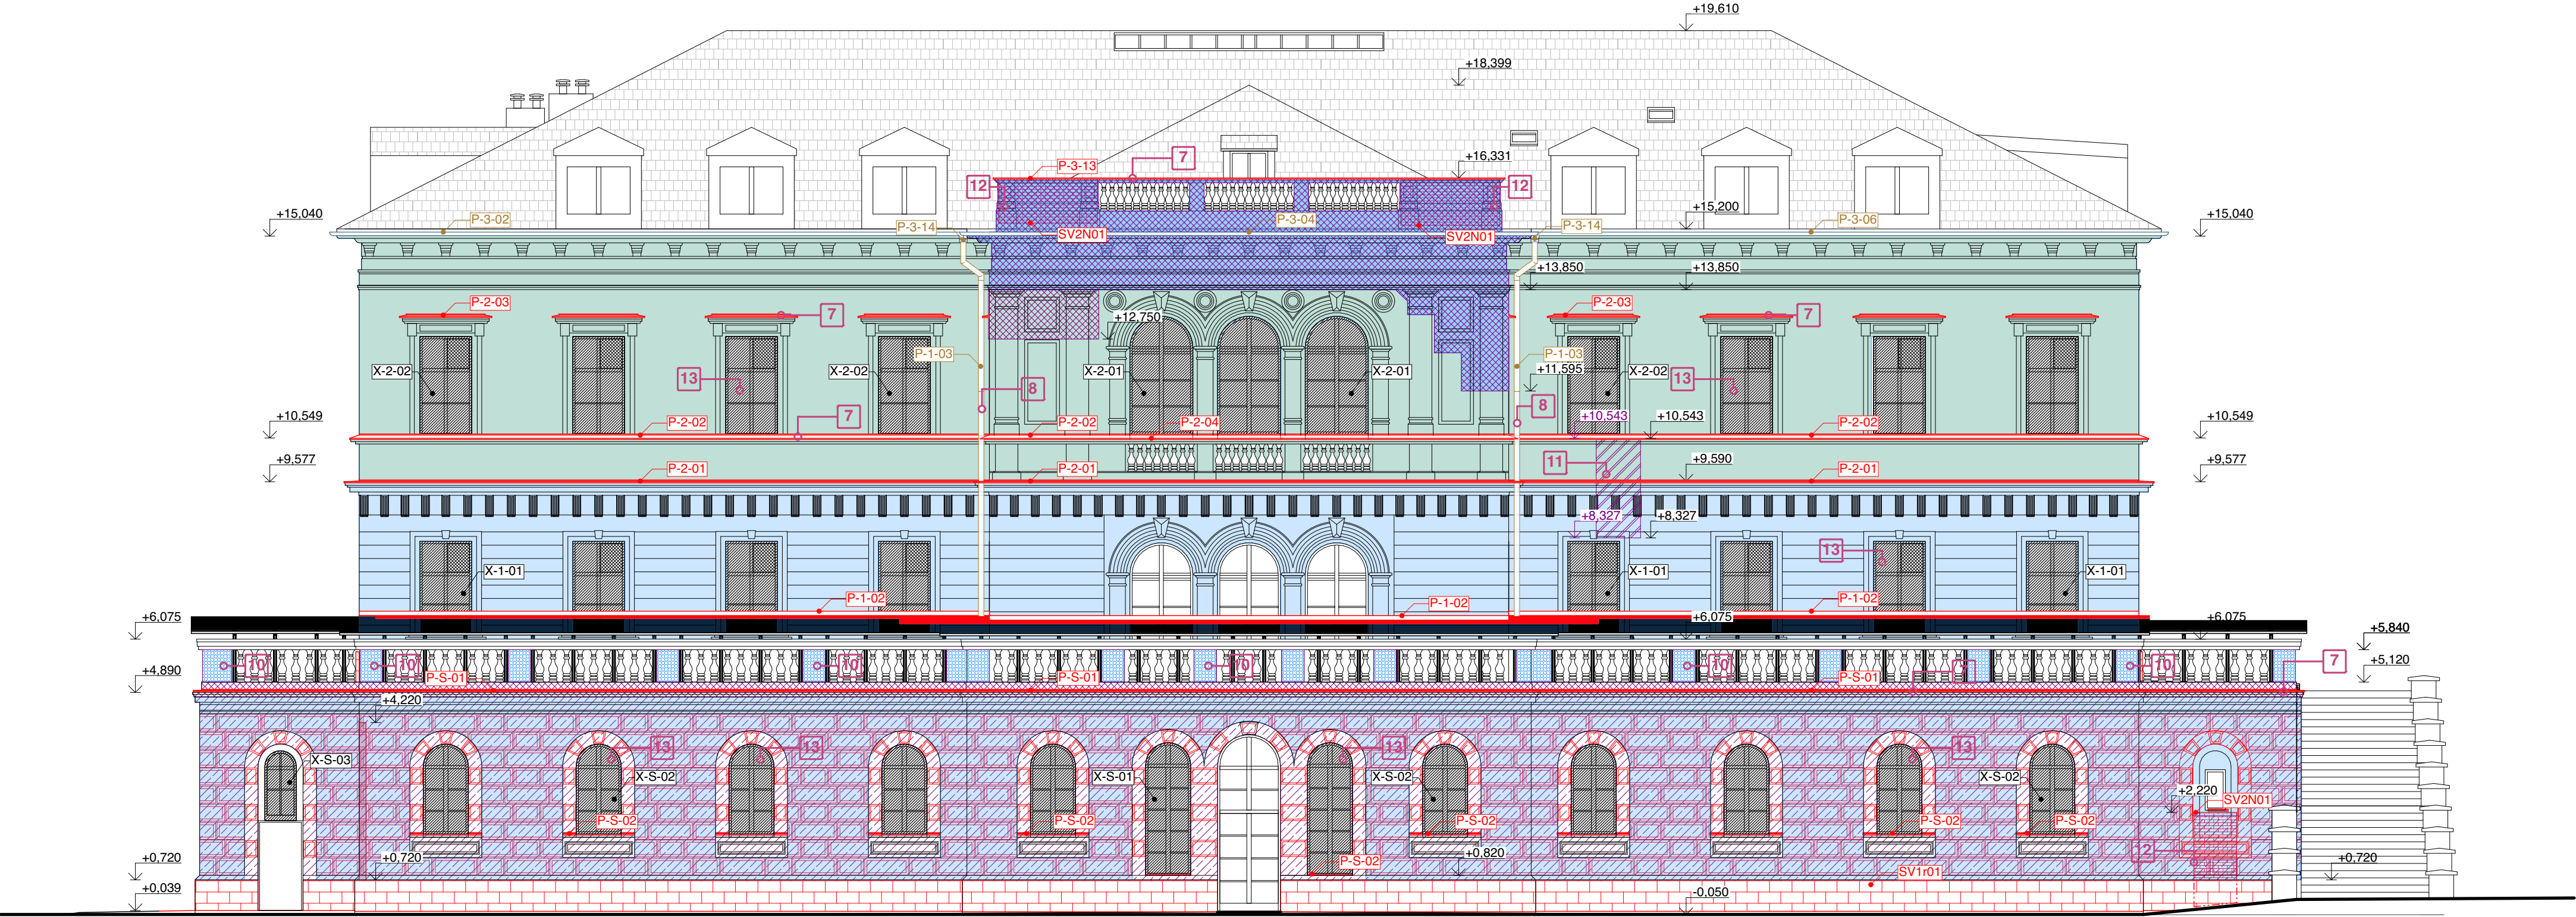 +19,610
+18,399
+16,331
P-3-13
7
12
12
+15,200
+15,040
P-3-02
P-3-14
P-3-04
P-3-14
P-3-06
+15,040
SV2N01
SV2N01
+13,850
+13,850
P-2-03
7
+12,750
P-2-03
7
P-1-03
P-1-03
X-2-02
13
X-2-02
8
X-2-01
X-2-01
+11,595
X-2-02
13
8
7
+10,549
P-2-02
P-2-02
P-2-04
+10,543
+10,543
P-2-02
+10,549
+9,577
P-2-01
P-2-01
11
+9,590
P-2-01
+9,577
+8,327
+8,327
13
X-1-01
X-1-01
X-1-01
P-1-02
P-1-02
P-1-02
+6,075
+6,075
+6,075
+5,840
10
10
10
10
10
10
7
7
+5,120
+4,890
P-S-01
P-S-01
P-S-01
+4,220
13
13
13
13
X-S-03
X-S-02
X-S-01
X-S-02
X-S-02
+2,220
SV2N01
P-S-02
P-S-02
P-S-02
P-S-02
P-S-02
12
+0,720
+0,720
P-S-02
+0,820
+0,720
+0,039
SV1r01
-0,050